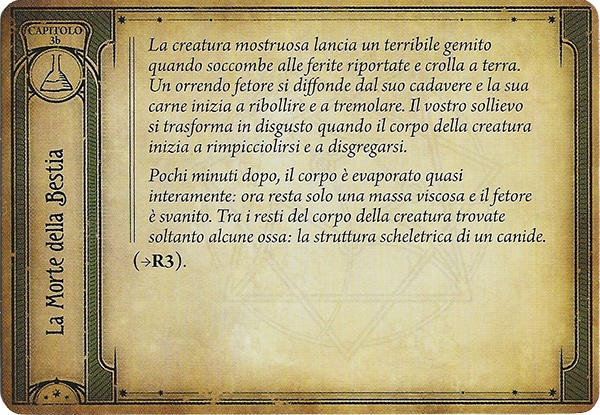 CAPITOLO
3b
La Morte della Bestia
La creatura mostruosa lancia un terribile gemito
quando soccombe alle ferite riportate e crolla a terra.
Un orrendo fetore si diffonde dal suo cadavere e la sua
carne inizia a ribollire e a tremolare. Il vostro sollievo
si trasforma in disgusto quando il corpo della creatura
inizia a rimpicciolirsi e a disgregarsi.
Pochi minuti dopo, il corpo è evaporato quasi
interamente: ora resta solo una massa viscosa e il fetore
è svanito. Tra i resti del corpo della creatura trovate
soltanto alcune ossa: la struttura scheletrica di un canide.
(→R3).